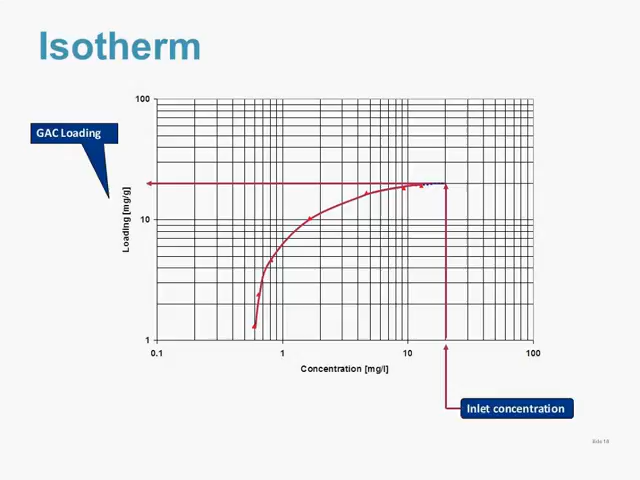 Isotherm
GAC Loading
100
10
1
Loading [mg/g]
0.1
1
10
100
Concentration [mg/l]
Inlet concentration